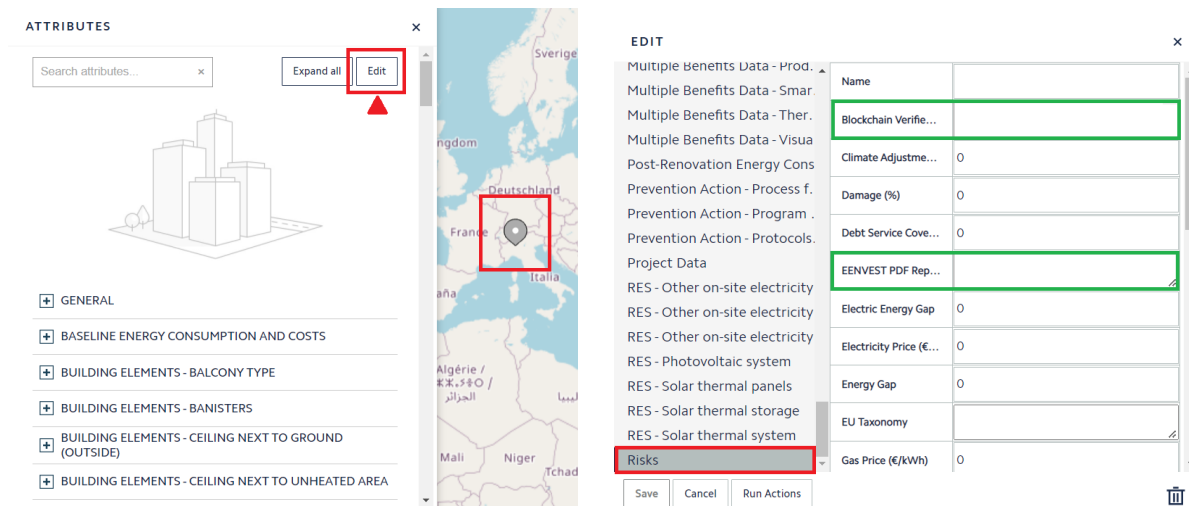 ATTRIBUTES
×
Search attributes...
×
Expand all
Edit
GENERAL
BASELINE ENERGY CONSUMPTION AND COSTS
BUILDING ELEMENTS - BALCONY TYPE
BUILDING ELEMENTS - BANISTERS
BUILDING ELEMENTS - CEILING NEXT TO GROUND
(OUTSIDE)
BUILDING ELEMENTS - CEILING NEXT TO UNHEATED AREA
Sverige
ngdom
Deutschland
France
Italia
aña
Algérie /
ⵍⵣⵣⴰⵢⴻⵔ /
الجزائر
ليبيا
Mali
Niger
Tchad
EDIT
×
Multiple Benefits Data - Prod.
Multiple Benefits Data - Smar
Multiple Benefits Data - Ther.
Multiple Benefits Data - Visua
Post-Renovation Energy Cons
Prevention Action - Process f.
Prevention Action - Program .
Prevention Action - Protocols.
Project Data
RES - Other on-site electricity
RES - Other on-site electricity
RES - Other on-site electricity
RES - Photovoltaic system
RES - Solar thermal panels
RES - Solar thermal storage
RES - Solar thermal system
Risks
Name
Blockchain Verifie...
Climate Adjustme... 0
Damage (%) 0
Debt Service Cove... 0
EENVEST PDF Rep...
Electric Energy Gap 0
Electricity Price (€... 0
Energy Gap 0
EU Taxonomy
Gas Price (€/kWh) 0
Save
Cancel
Run Actions